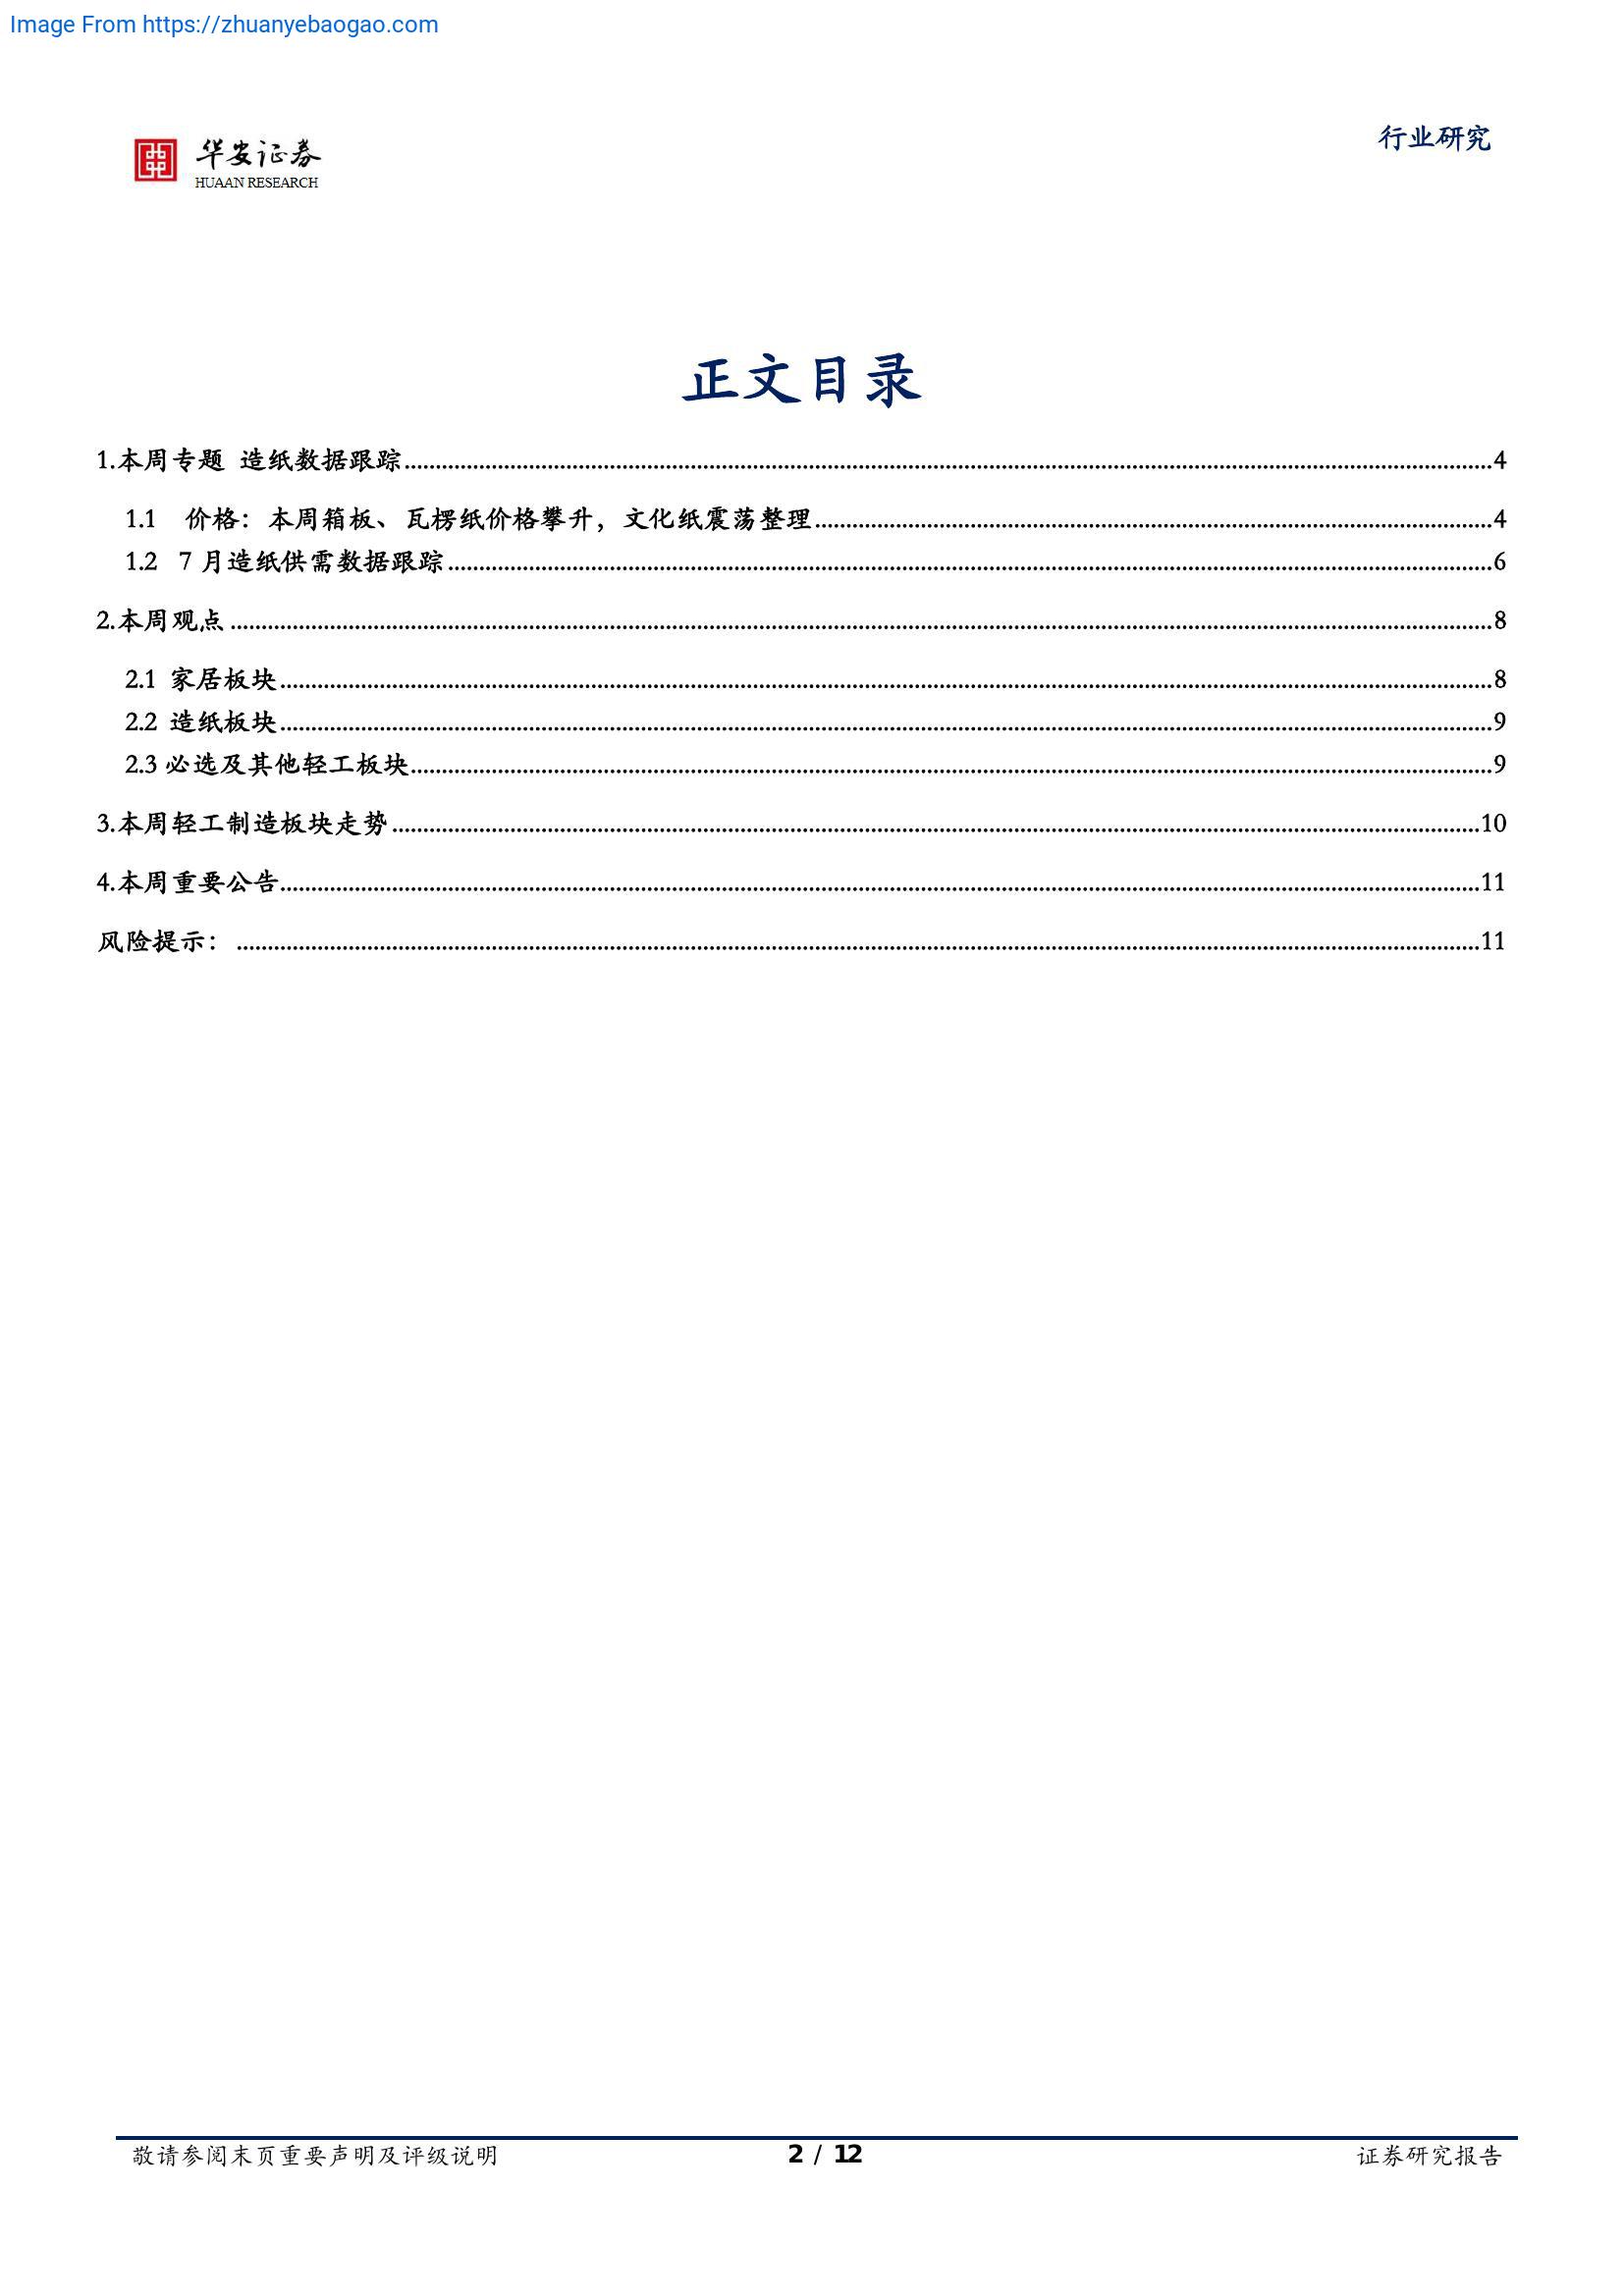 Image From https://zhuanyebaogao.com
华安证券
HUAAN RESEARCH
行业研究
正文目录
1.本周专题 造纸数据跟踪 4
1.1 价格：本周箱板、瓦楞纸价格攀升，文化纸震荡整理 4
1.2 7 月造纸供需数据跟踪 6
2.本周观点 8
2.1 家居板块 8
2.2 造纸板块 9
2.3 必选及其他轻工板块 9
3.本周轻工制造板块走势 10
4.本周重要公告 11
风险提示： 11
敬请参阅末页重要声明及评级说明 2 / 12 证券研究报告